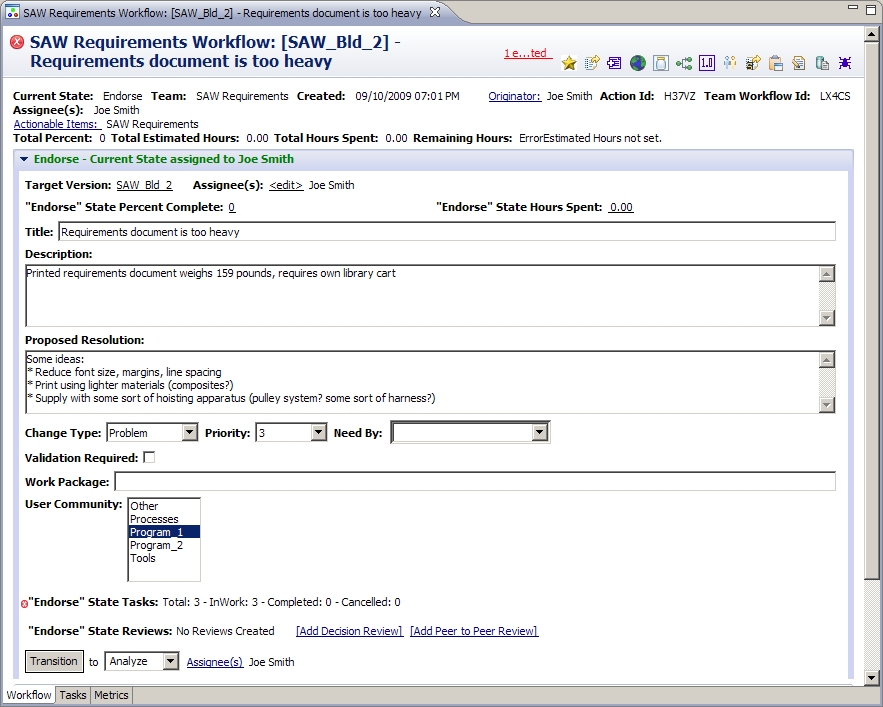 SAW Requirements Workflow: [SAW_Bld_2] - Requirements document is too heavy
SAW Requirements Workflow: [SAW_Bld_2] -
Requirements document is too heavy
1 e...ted
1.0
Current State: Endorse Team: SAW Requirements Created: 09/10/2009 07:01 PM Originator: Joe Smith Action Id: H37VZ Team Workflow Id: LX4CS
Assignee(s): Joe Smith
Actionable Items: SAW Requirements
Total Percent: 0 Total Estimated Hours: 0.00 Total Hours Spent: 0.00 Remaining Hours: ErrorEstimated Hours not set.
Endorse - Current State assigned to Joe Smith
Target Version: SAW_Bld_2 Assignee(s): <edit> Joe Smith
"Endorse" State Percent Complete: 0 "Endorse" State Hours Spent: 0.00
Title: Requirements document is too heavy
Description:
Printed requirements document weighs 159 pounds, requires own library cart
Proposed Resolution:
Some ideas:
* Reduce font size, margins, line spacing
* Print using lighter materials (composites?)
* Supply with some sort of hoisting apparatus (pulley system? some sort of harness?)
Change Type: Problem Priority: 3 Need By:
Validation Required:
Work Package:
User Community: Other
Processes
Program_1
Program_2
Tools
"Endorse" State Tasks: Total: 3 - InWork: 3 - Completed: 0 - Cancelled: 0
"Endorse" State Reviews: No Reviews Created [Add Decision Review] [Add Peer to Peer Review]
Transition to Analyze Assignee(s) Joe Smith
Workflow Tasks Metrics